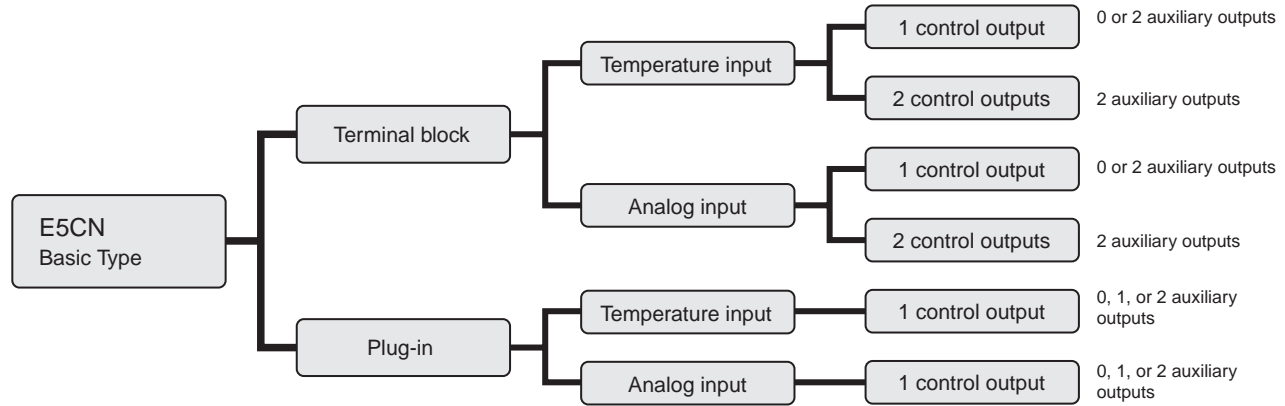 E5CN
Basic Type
Terminal block
Temperature input
1 control output
0 or 2 auxiliary outputs
2 control outputs
2 auxiliary outputs
Analog input
1 control output
0 or 2 auxiliary outputs
2 control outputs
2 auxiliary outputs
Plug-in
Temperature input
1 control output
0, 1, or 2 auxiliary
outputs
Analog input
1 control output
0, 1, or 2 auxiliary
outputs